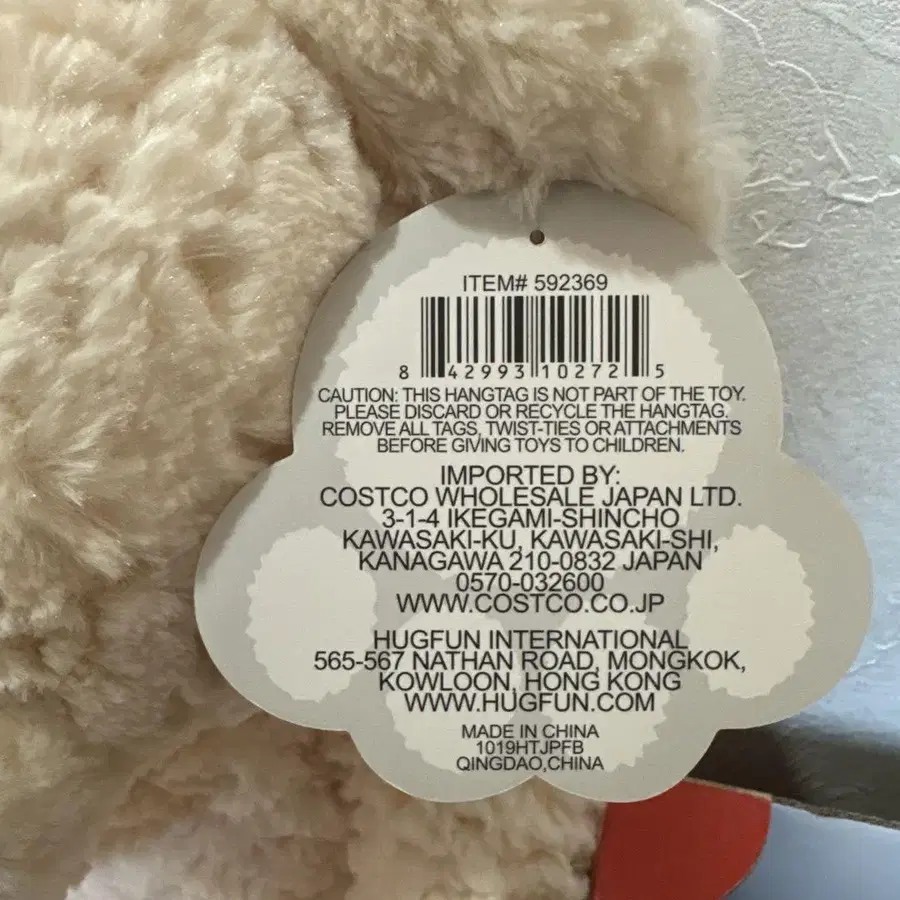 ITEM# 592369
8 42993 10272 5
CAUTION: THIS HANGTAG IS NOT PART OF THE TOY.
PLEASE DISCARD OR RECYCLE THE HANGTAG.
REMOVE ALL TAGS, TWIST-TIES OR ATTACHMENTS
BEFORE GIVING TOYS TO CHILDREN.
IMPORTED BY:
COSTCO WHOLESALE JAPAN LTD.
3-1-4 IKEGAMI-SHINCHO
KAWASAKI-KU, KAWASAKI-SHI,
KANAGAWA 210-0832 JAPAN
0570-032600
WWW.COSTCO.CO.JP
HUGFUN INTERNATIONAL
565-567 NATHAN ROAD, MONGKOK,
KOWLOON, HONG KONG
WWW.HUGFUN.COM
MADE IN CHINA
1019HTJPFB
QINGDAO,CHINA